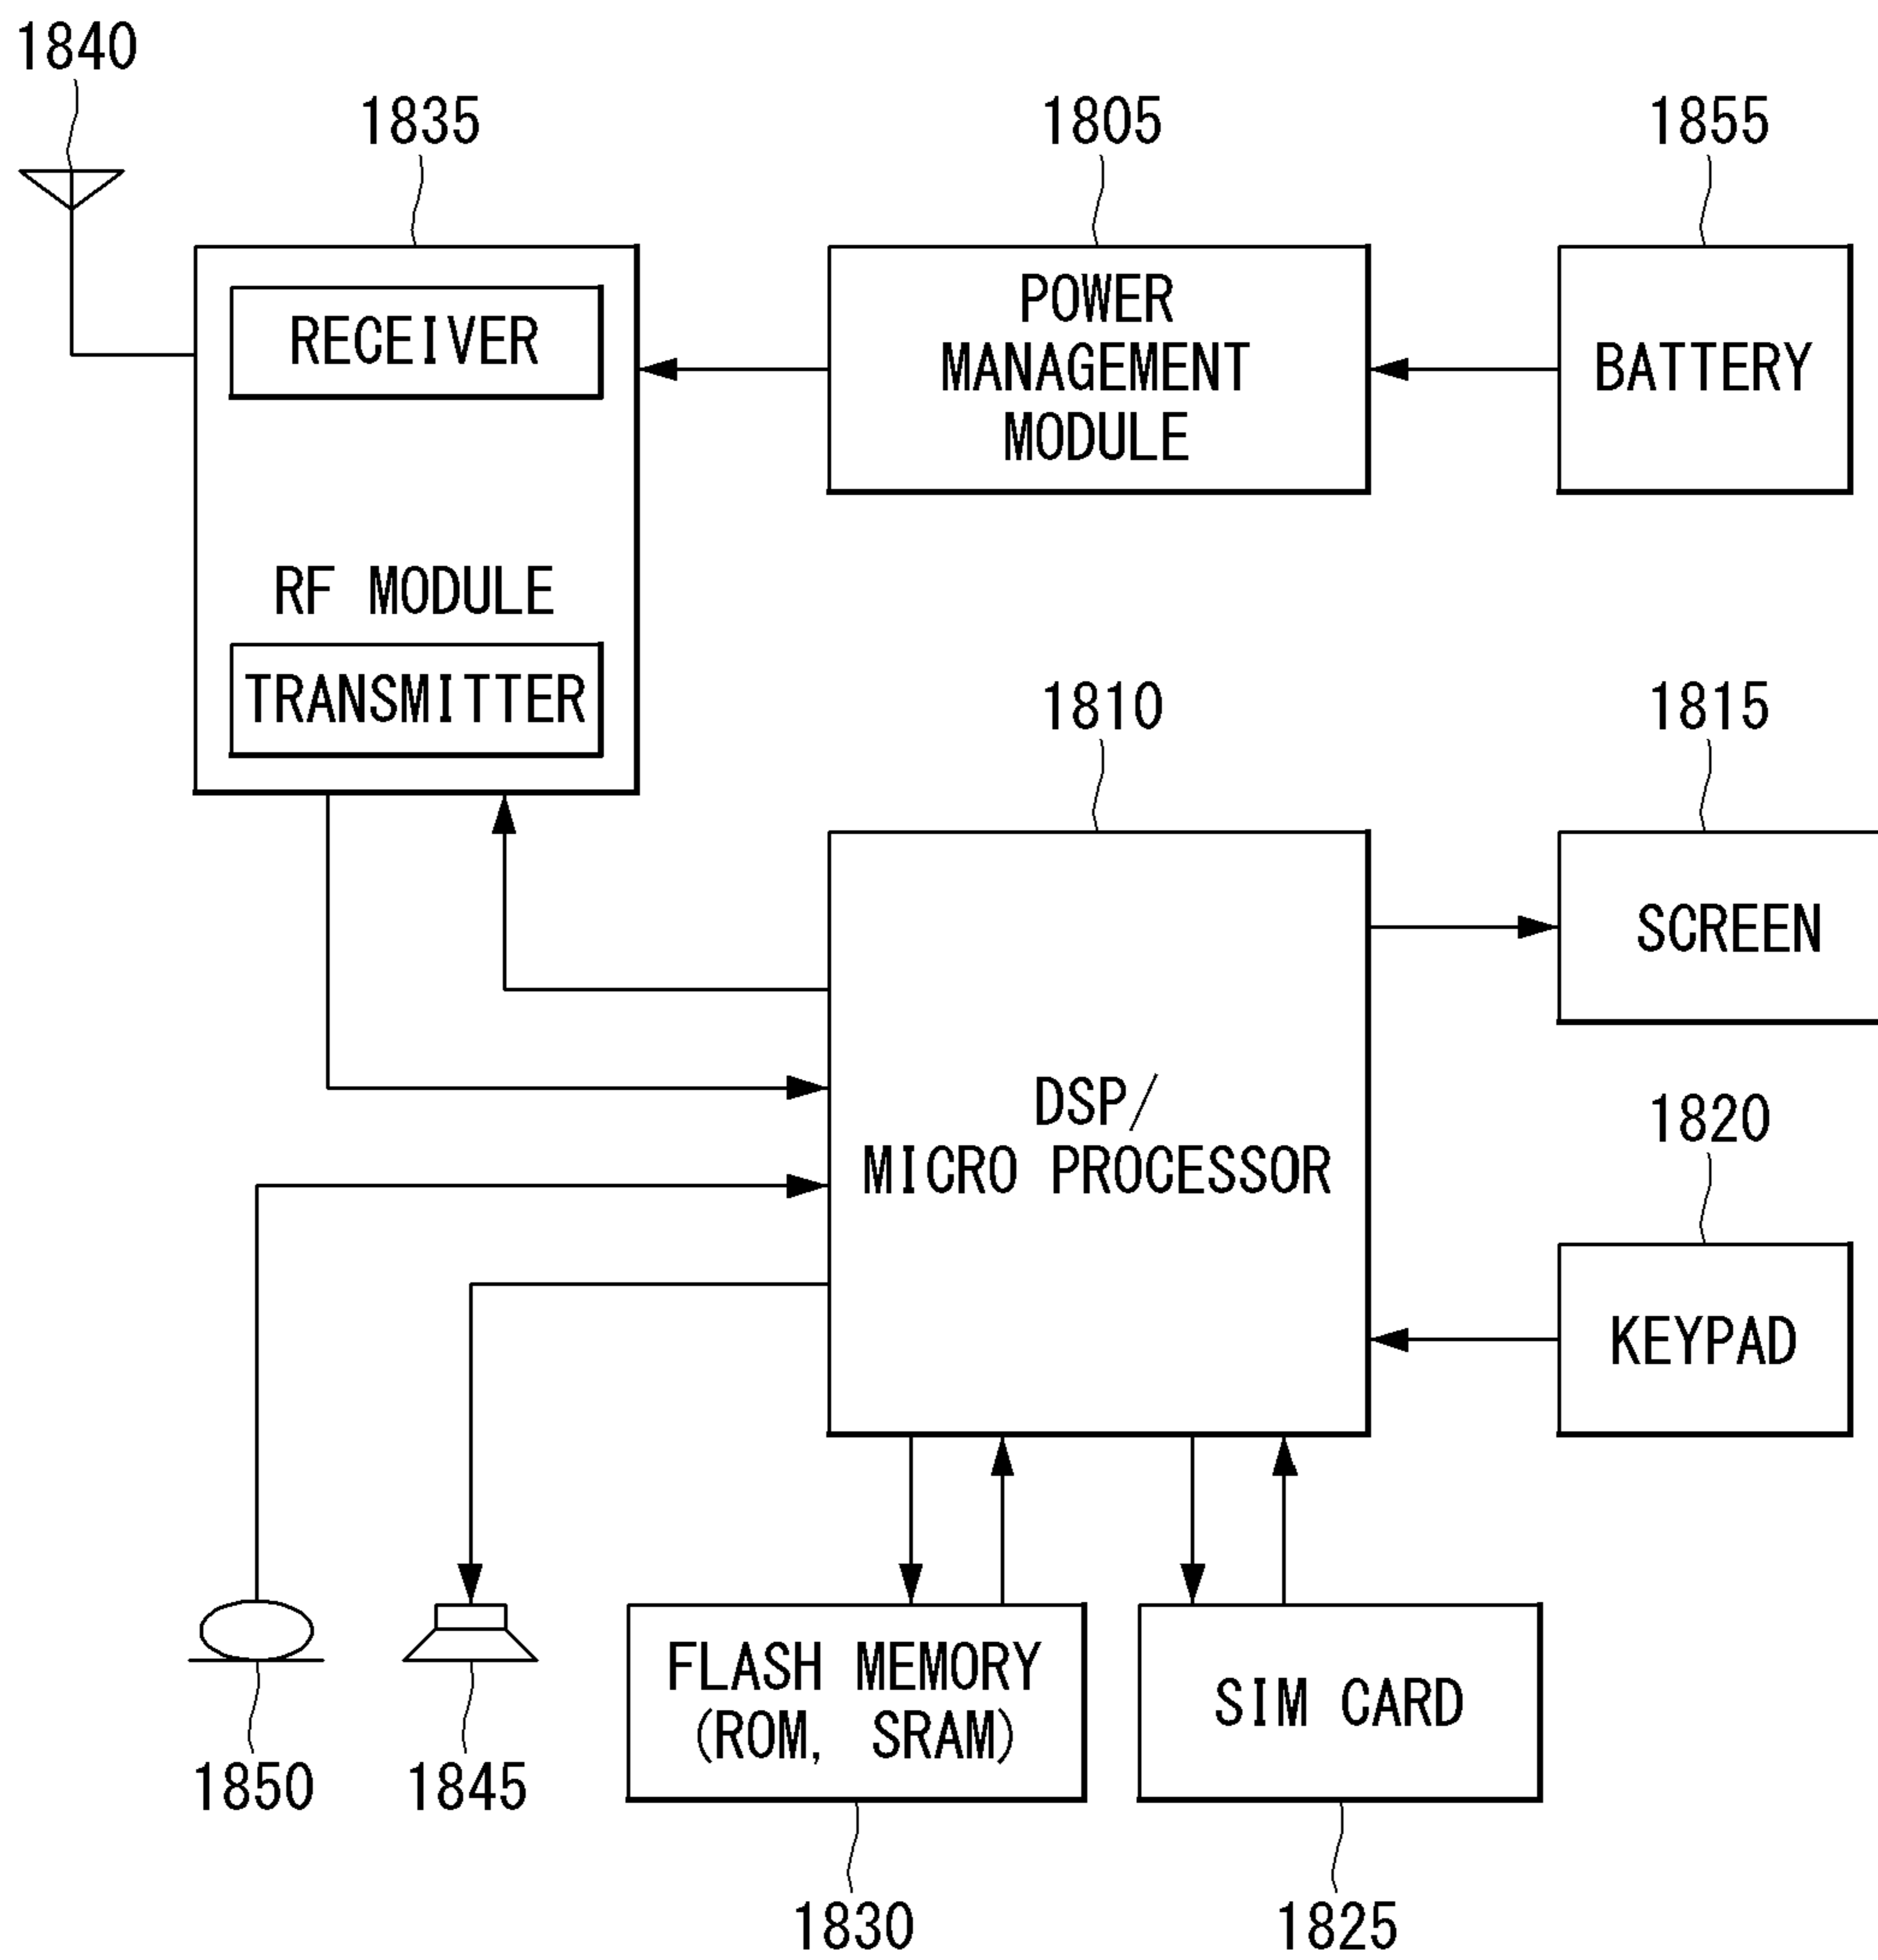 1840
1835
1805
1855
RECEIVER
RF MODULE
TRANSMITTER
POWER
MANAGEMENT
MODULE
BATTERY
1810
1815
DSP/
MICRO PROCESSOR
SCREEN
1820
KEYPAD
FLASH MEMORY
(ROM, SRAM)
SIM CARD
1850
1845
1830
1825